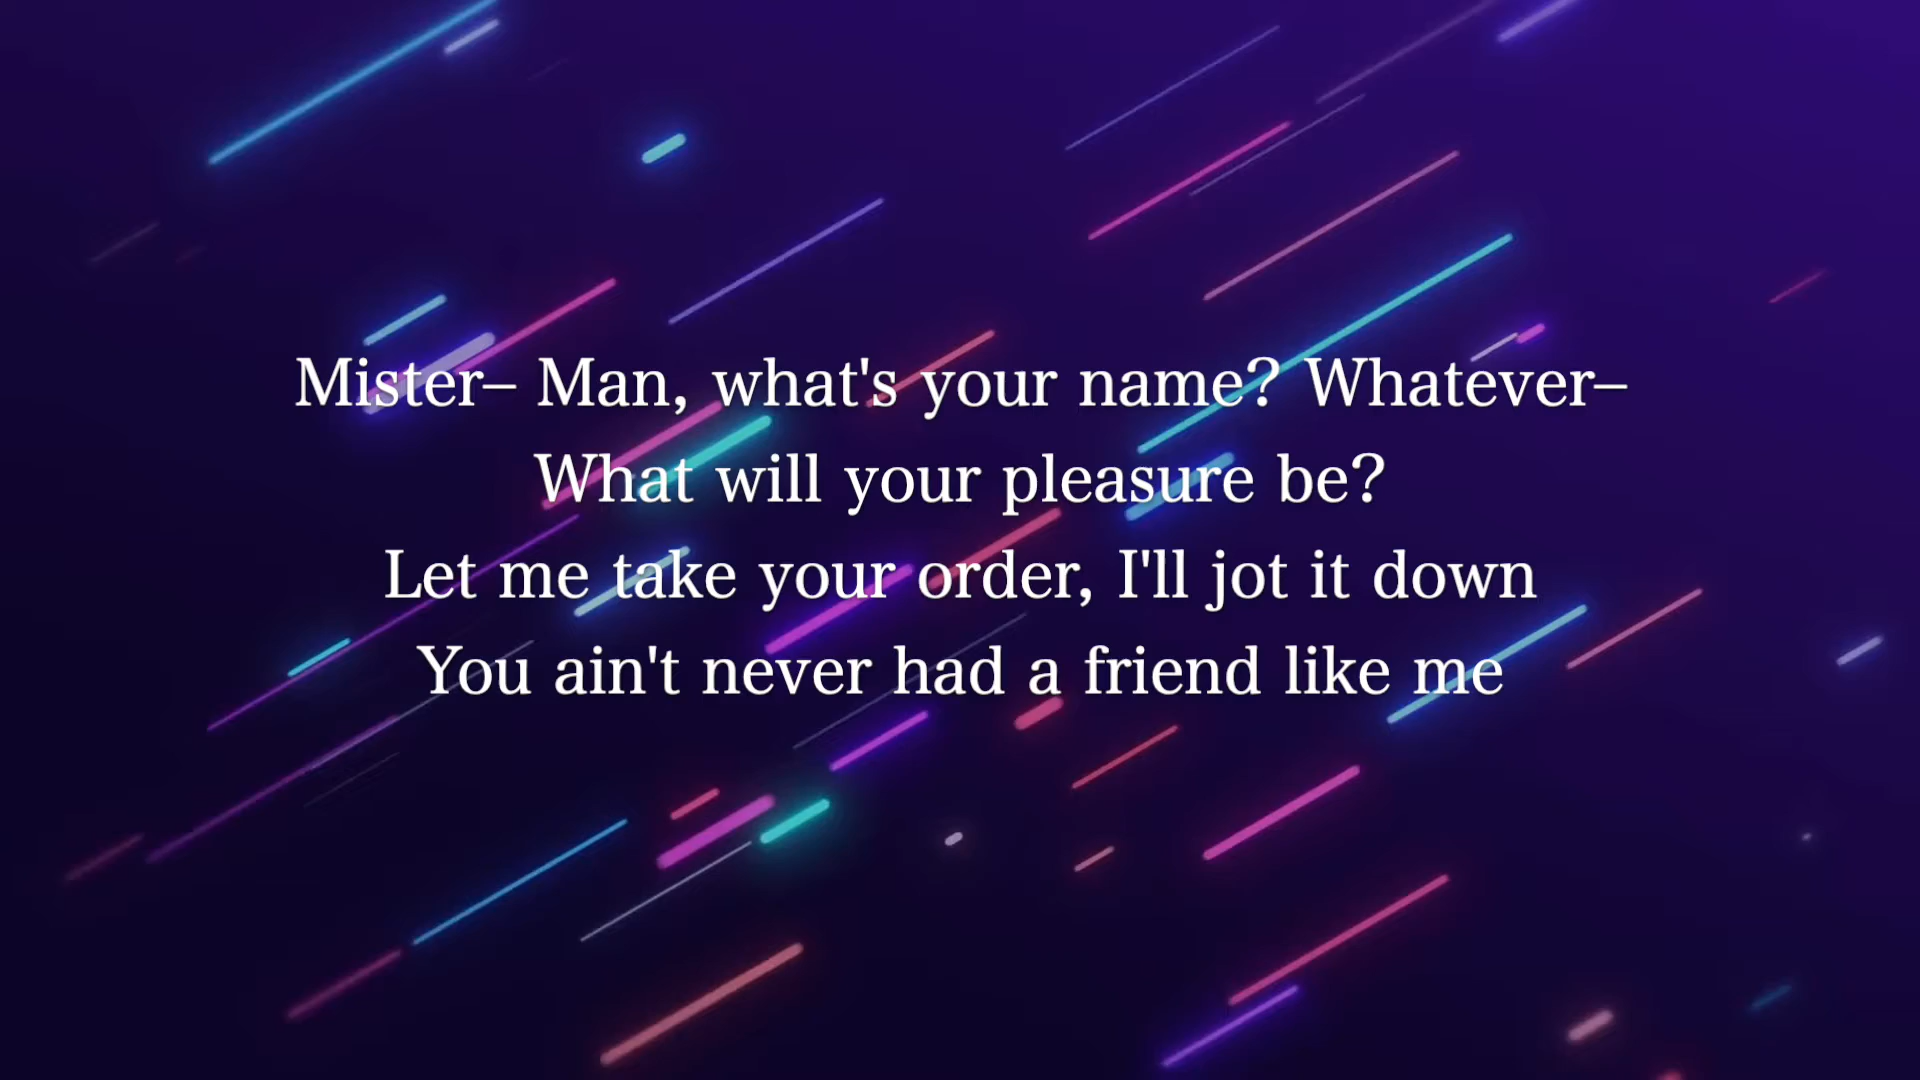 Mister– Man, what's your name? Whatever–
What will your pleasure be?
Let me take your order, I'll jot it down
You ain't never had a friend like me